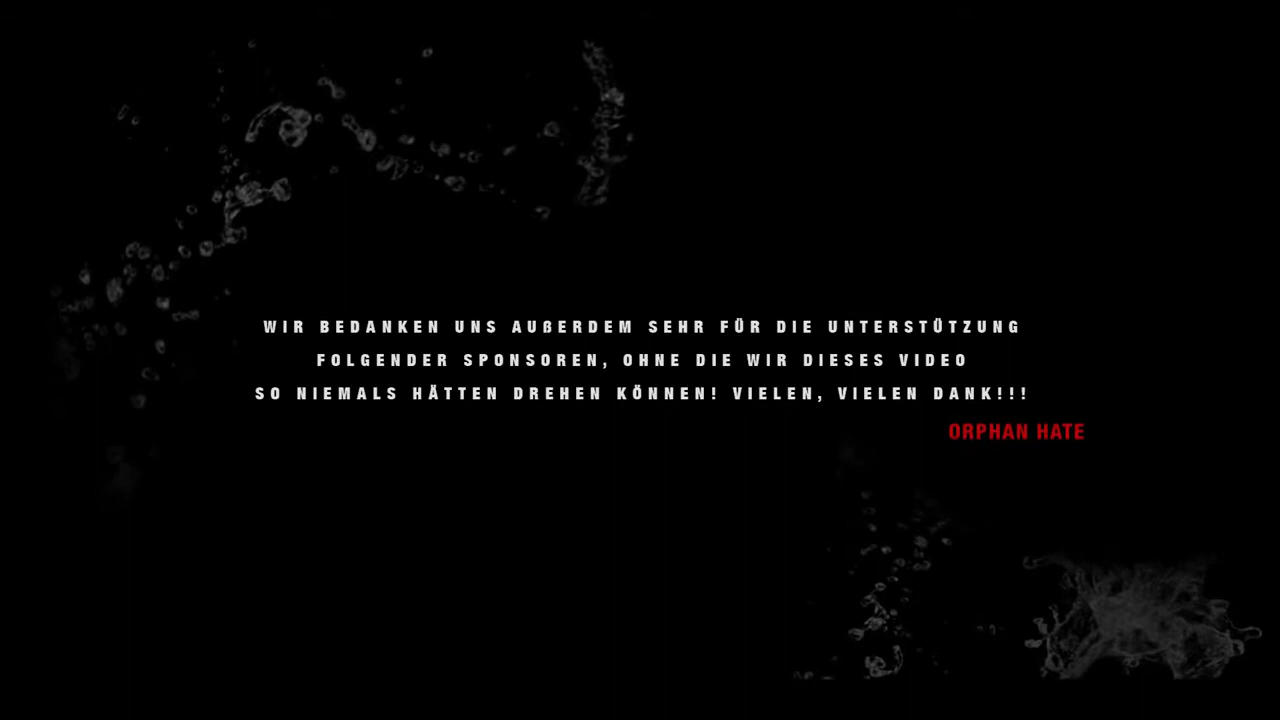 WIR BEDANKEN UNS AUßERDEM SEHR FÜR DIE UNTERSTÜTZUNG
FOLGENDER SPONSOREN, OHNE DIE WIR DIESES VIDEO
SO NIEMALS HÄTTEN DREHEN KÖNNEN! VIELEN, VIELEN DANK!!!
ORPHAN HATE